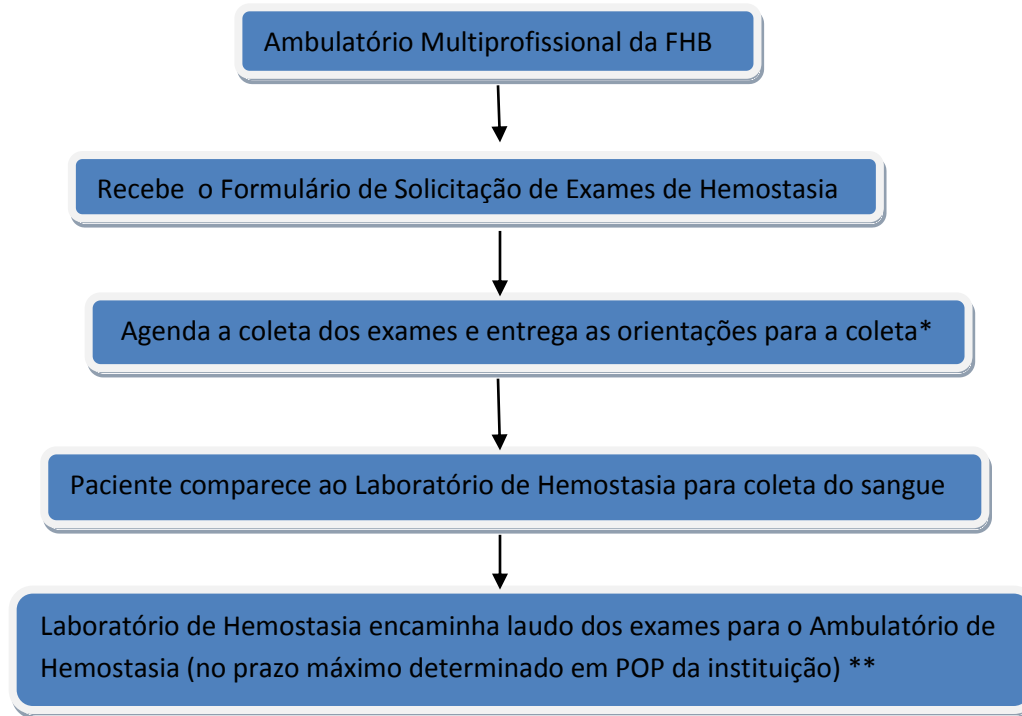 Ambulatório Multiprofissional da FHB
Recebe o Formulário de Solicitação de Exames de Hemostasia
Agenda a coleta dos exames e entrega as orientações para a coleta*
Paciente comparece ao Laboratório de Hemostasia para coleta do sangue
Laboratório de Hemostasia encaminha laudo dos exames para o Ambulatório de
Hemostasia (no prazo máximo determinado em POP da instituição) **